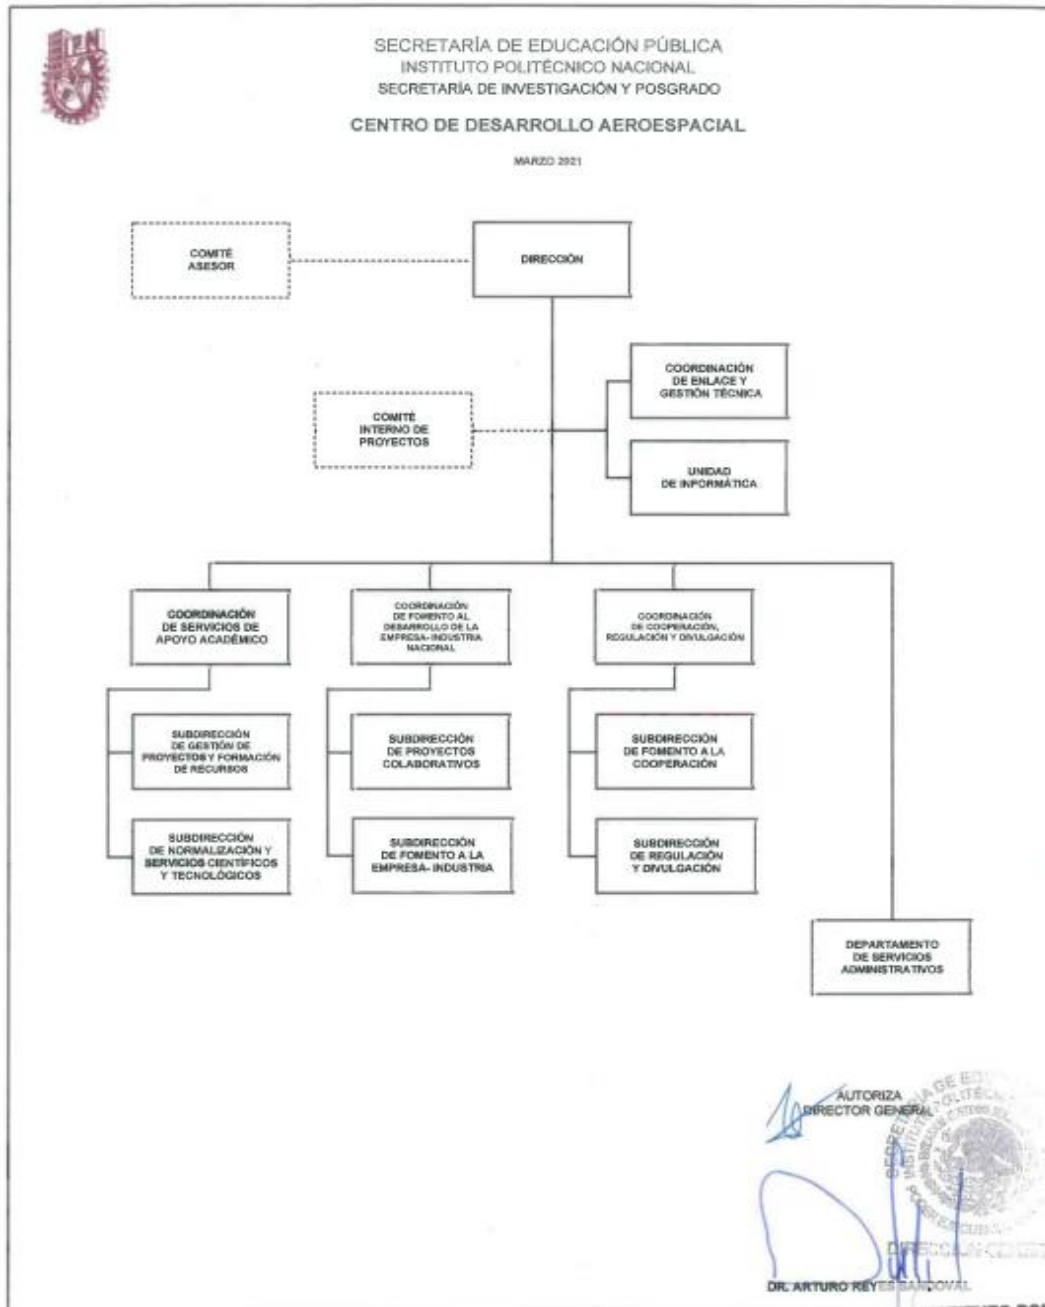 SECRETARÍA DE EDUCACIÓN PÚBLICA
INSTITUTO POLITÉCNICO NACIONAL
SECRETARÍA DE INVESTIGACIÓN Y POSGRADO
CENTRO DE DESARROLLO AEROESPACIAL
MARZO 2021
COMITÉ
ASESOR
DIRECCIÓN
COORDINACIÓN
DE ENLACE Y
GESTIÓN TÉCNICA
COMITÉ
INTERNO DE
PROYECTOS
UNIDAD
DE INFORMÁTICA
COORDINACIÓN
DE SERVICIOS DE
APOYO ACADÉMICO
COORDINACIÓN
DE FOMENTO AL
DESARROLLO DE LA
EMPRESA- INDUSTRIA
NACIONAL
COORDINACIÓN
DE COOPERACIÓN,
REGULACIÓN Y DIVULGACIÓN
SUBDIRECCIÓN
DE GESTIÓN DE
PROYECTOS Y FORMACIÓN
DE RECURSOS
SUBDIRECCIÓN
DE PROYECTOS
COLABORATIVOS
SUBDIRECCIÓN
DE FOMENTO A LA
COOPERACIÓN
SUBDIRECCIÓN
DE NORMALIZACIÓN Y
SERVICIOS CIENTÍFICOS
Y TECNOLÓGICOS
SUBDIRECCIÓN
DE FOMENTO A LA
EMPRESA- INDUSTRIA
SUBDIRECCIÓN
DE REGULACIÓN
Y DIVULGACIÓN
DEPARTAMENTO
DE SERVICIOS
ADMINISTRATIVOS
AUTORIZA
DIRECTOR GENERAL
DR. ARTURO REYES SANDOVAL